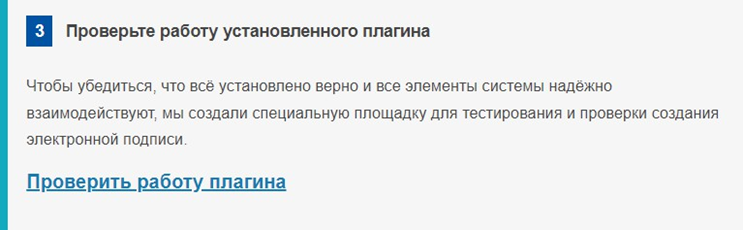 3 Проверьте работу установленного плагина
Чтобы убедиться, что всё установлено верно и все элементы системы надёжно
взаимодействуют, мы создали специальную площадку для тестирования и проверки создания
электронной подписи.
Проверить работу плагина